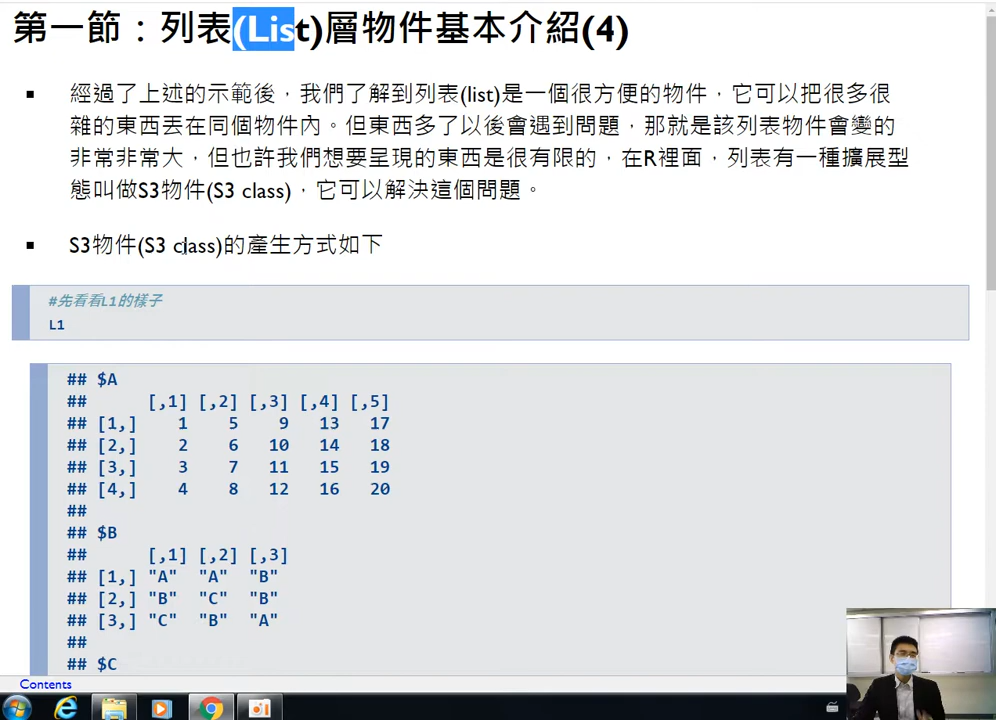 第一節：列表(List)層物件基本介紹(4)
▪ 經過了上述的示範後，我們了解到列表(list)是一個很方便的物件，它可以把很多很
雜的東西丟在同個物件內。但東西多了以後會遇到問題，那就是該列表物件會變的
非常非常大，但也許我們想要呈現的東西是很有限的，在R裡面，列表有一種擴展型
態叫做S3物件(S3 class)，它可以解決這個問題。
▪ S3物件(S3 class)的產生方式如下
#先看看L1的樣子
L1
## $A
##      [,1] [,2] [,3] [,4] [,5]
## [1,]    1    5    9   13   17
## [2,]    2    6   10   14   18
## [3,]    3    7   11   15   19
## [4,]    4    8   12   16   20
##
## $B
##      [,1] [,2] [,3]
## [1,] "A"  "A"  "B"
## [2,] "B"  "C"  "B"
## [3,] "C"  "B"  "A"
##
## $C
Contents